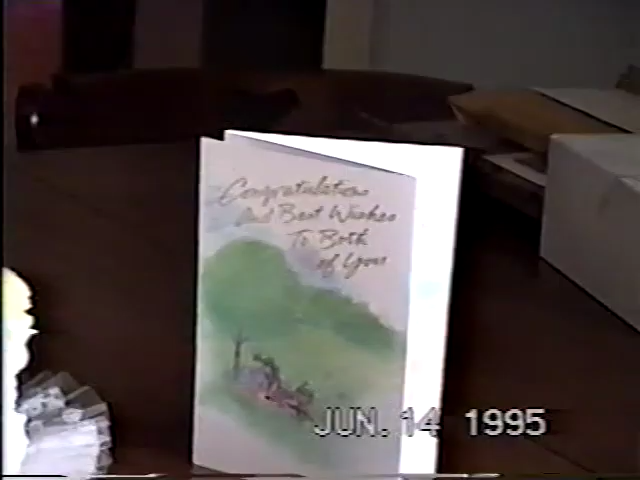 Congratulations
And Best Wishes
To Both
of You
JUN. 14 1995